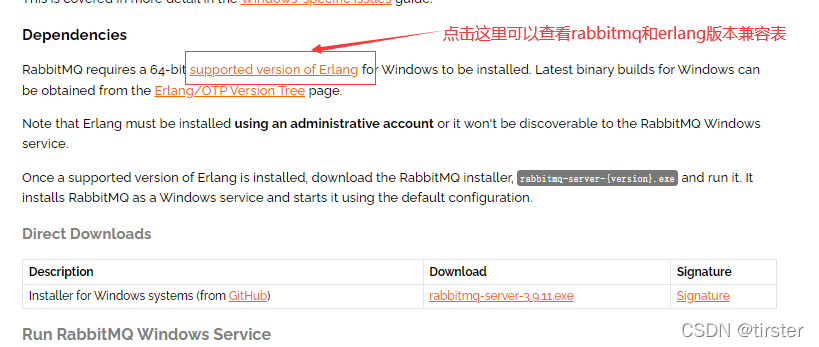 This is covered in more detail in the Windows-specific Issues guide.
Dependencies
点击这里可以查看rabbitmq和erlang版本兼容表
RabbitMQ requires a 64-bit supported version of Erlang for Windows to be installed. Latest binary builds for Windows can
be obtained from the Erlang/OTP Version Tree page.
Note that Erlang must be installed using an administrative account or it won't be discoverable to the RabbitMQ Windows
service.
Once a supported version of Erlang is installed, download the RabbitMQ installer, rabbitmq-server-{version}.exe and run it. It
installs RabbitMQ as a Windows service and starts it using the default configuration.
Direct Downloads
Description Download Signature
Installer for Windows systems (from GitHub) rabbitmq-server-3.9.11.exe Signature
Run RabbitMQ Windows Service
CSDN @tirster